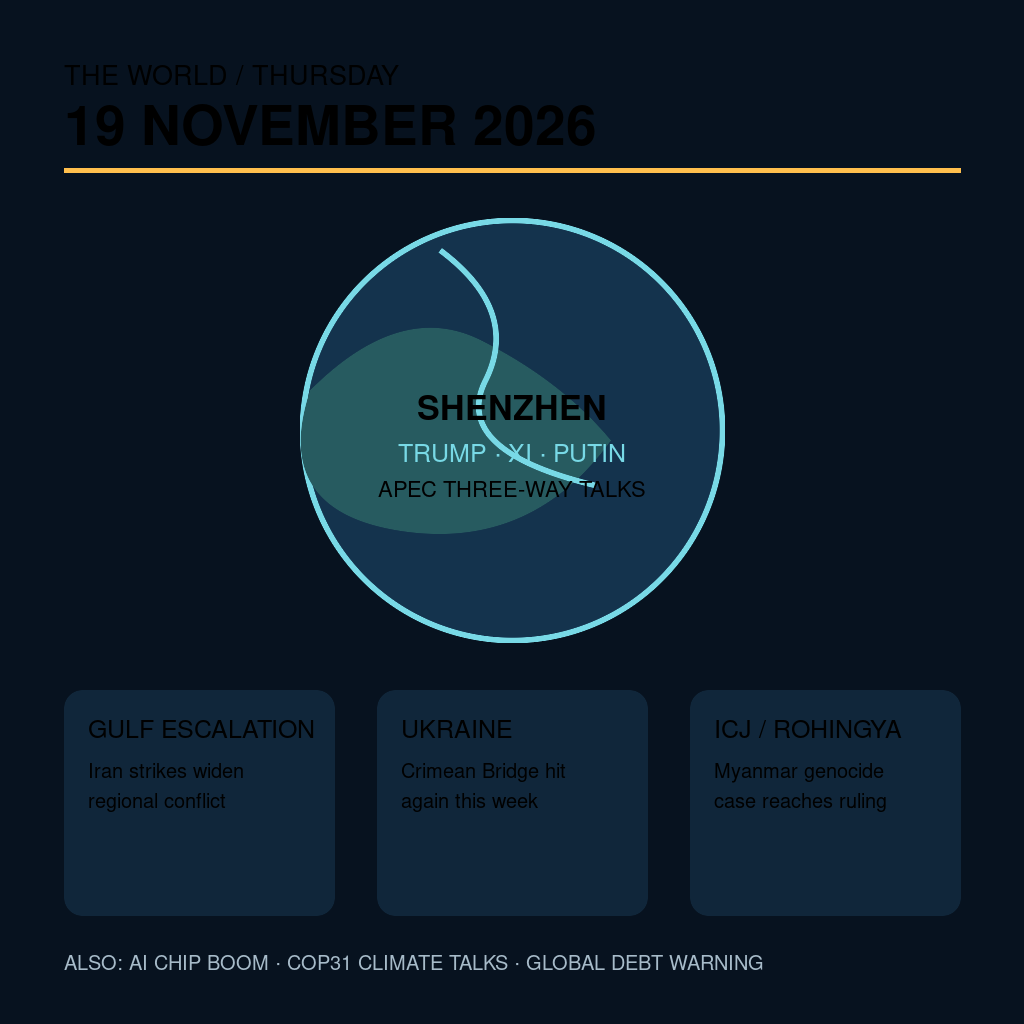 THE WORLD / THURSDAY
19 NOVEMBER 2026
SHENZHEN
TRUMP · XI · PUTIN
APEC THREE-WAY TALKS
GULF ESCALATION
Iran strikes widen
regional conflict
UKRAINE
Crimean Bridge hit
again this week
ICJ / ROHINGYA
Myanmar genocide
case reaches ruling
ALSO: AI CHIP BOOM · COP31 CLIMATE TALKS · GLOBAL DEBT WARNING